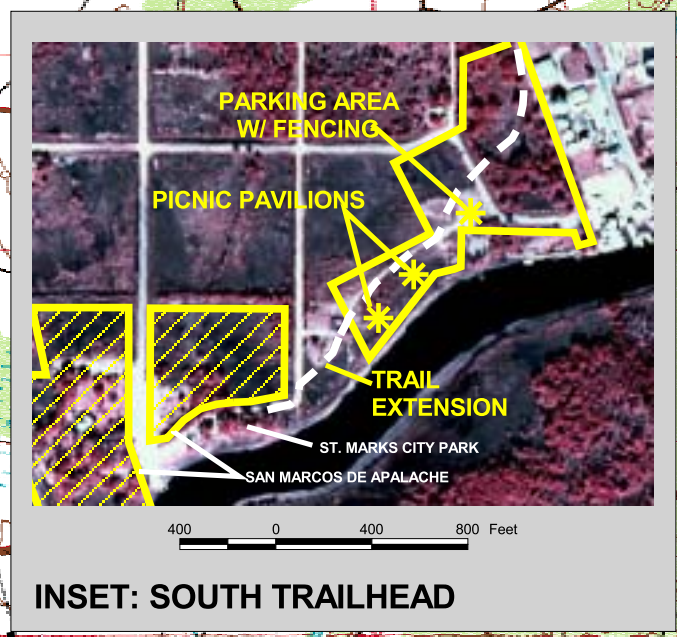 PARKING AREA
W/ FENCING
PICNIC PAVILIONS
TRAIL
EXTENSION
ST. MARKS CITY PARK
SAN MARCOS DE APALACHE
400 0 400 800 Feet
INSET: SOUTH TRAILHEAD